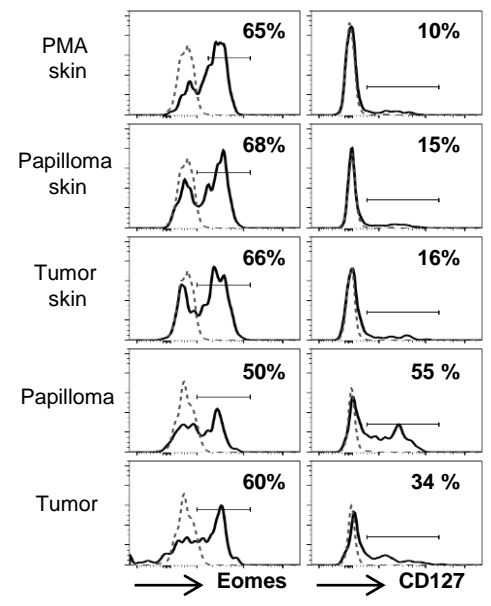 PMA
skin
65%
10%
Papilloma
skin
68%
15%
Tumor
skin
66%
16%
Papilloma
50%
55 %
Tumor
60%
34 %
Eomes
CD127